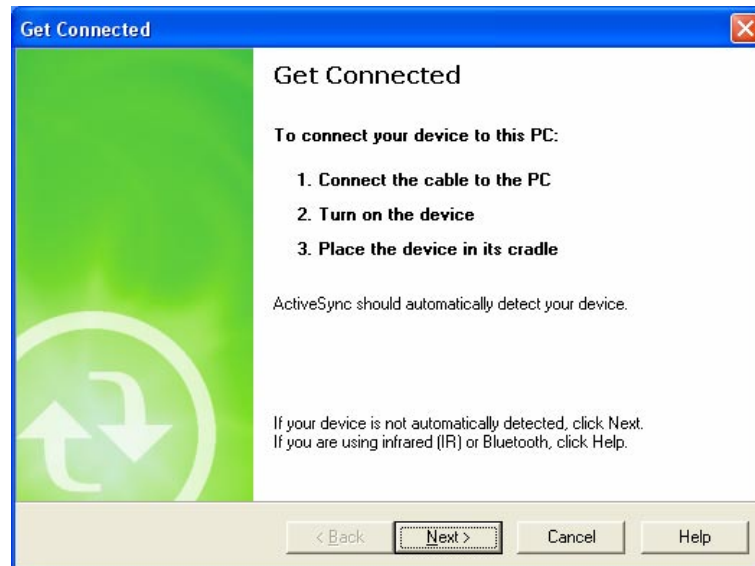 Get Connected
Get Connected
To connect your device to this PC:
1. Connect the cable to the PC
2. Turn on the device
3. Place the device in its cradle
ActiveSync should automatically detect your device.
If your device is not automatically detected, click Next.
If you are using infrared (IR) or Bluetooth, click Help.
< Back Next > Cancel Help